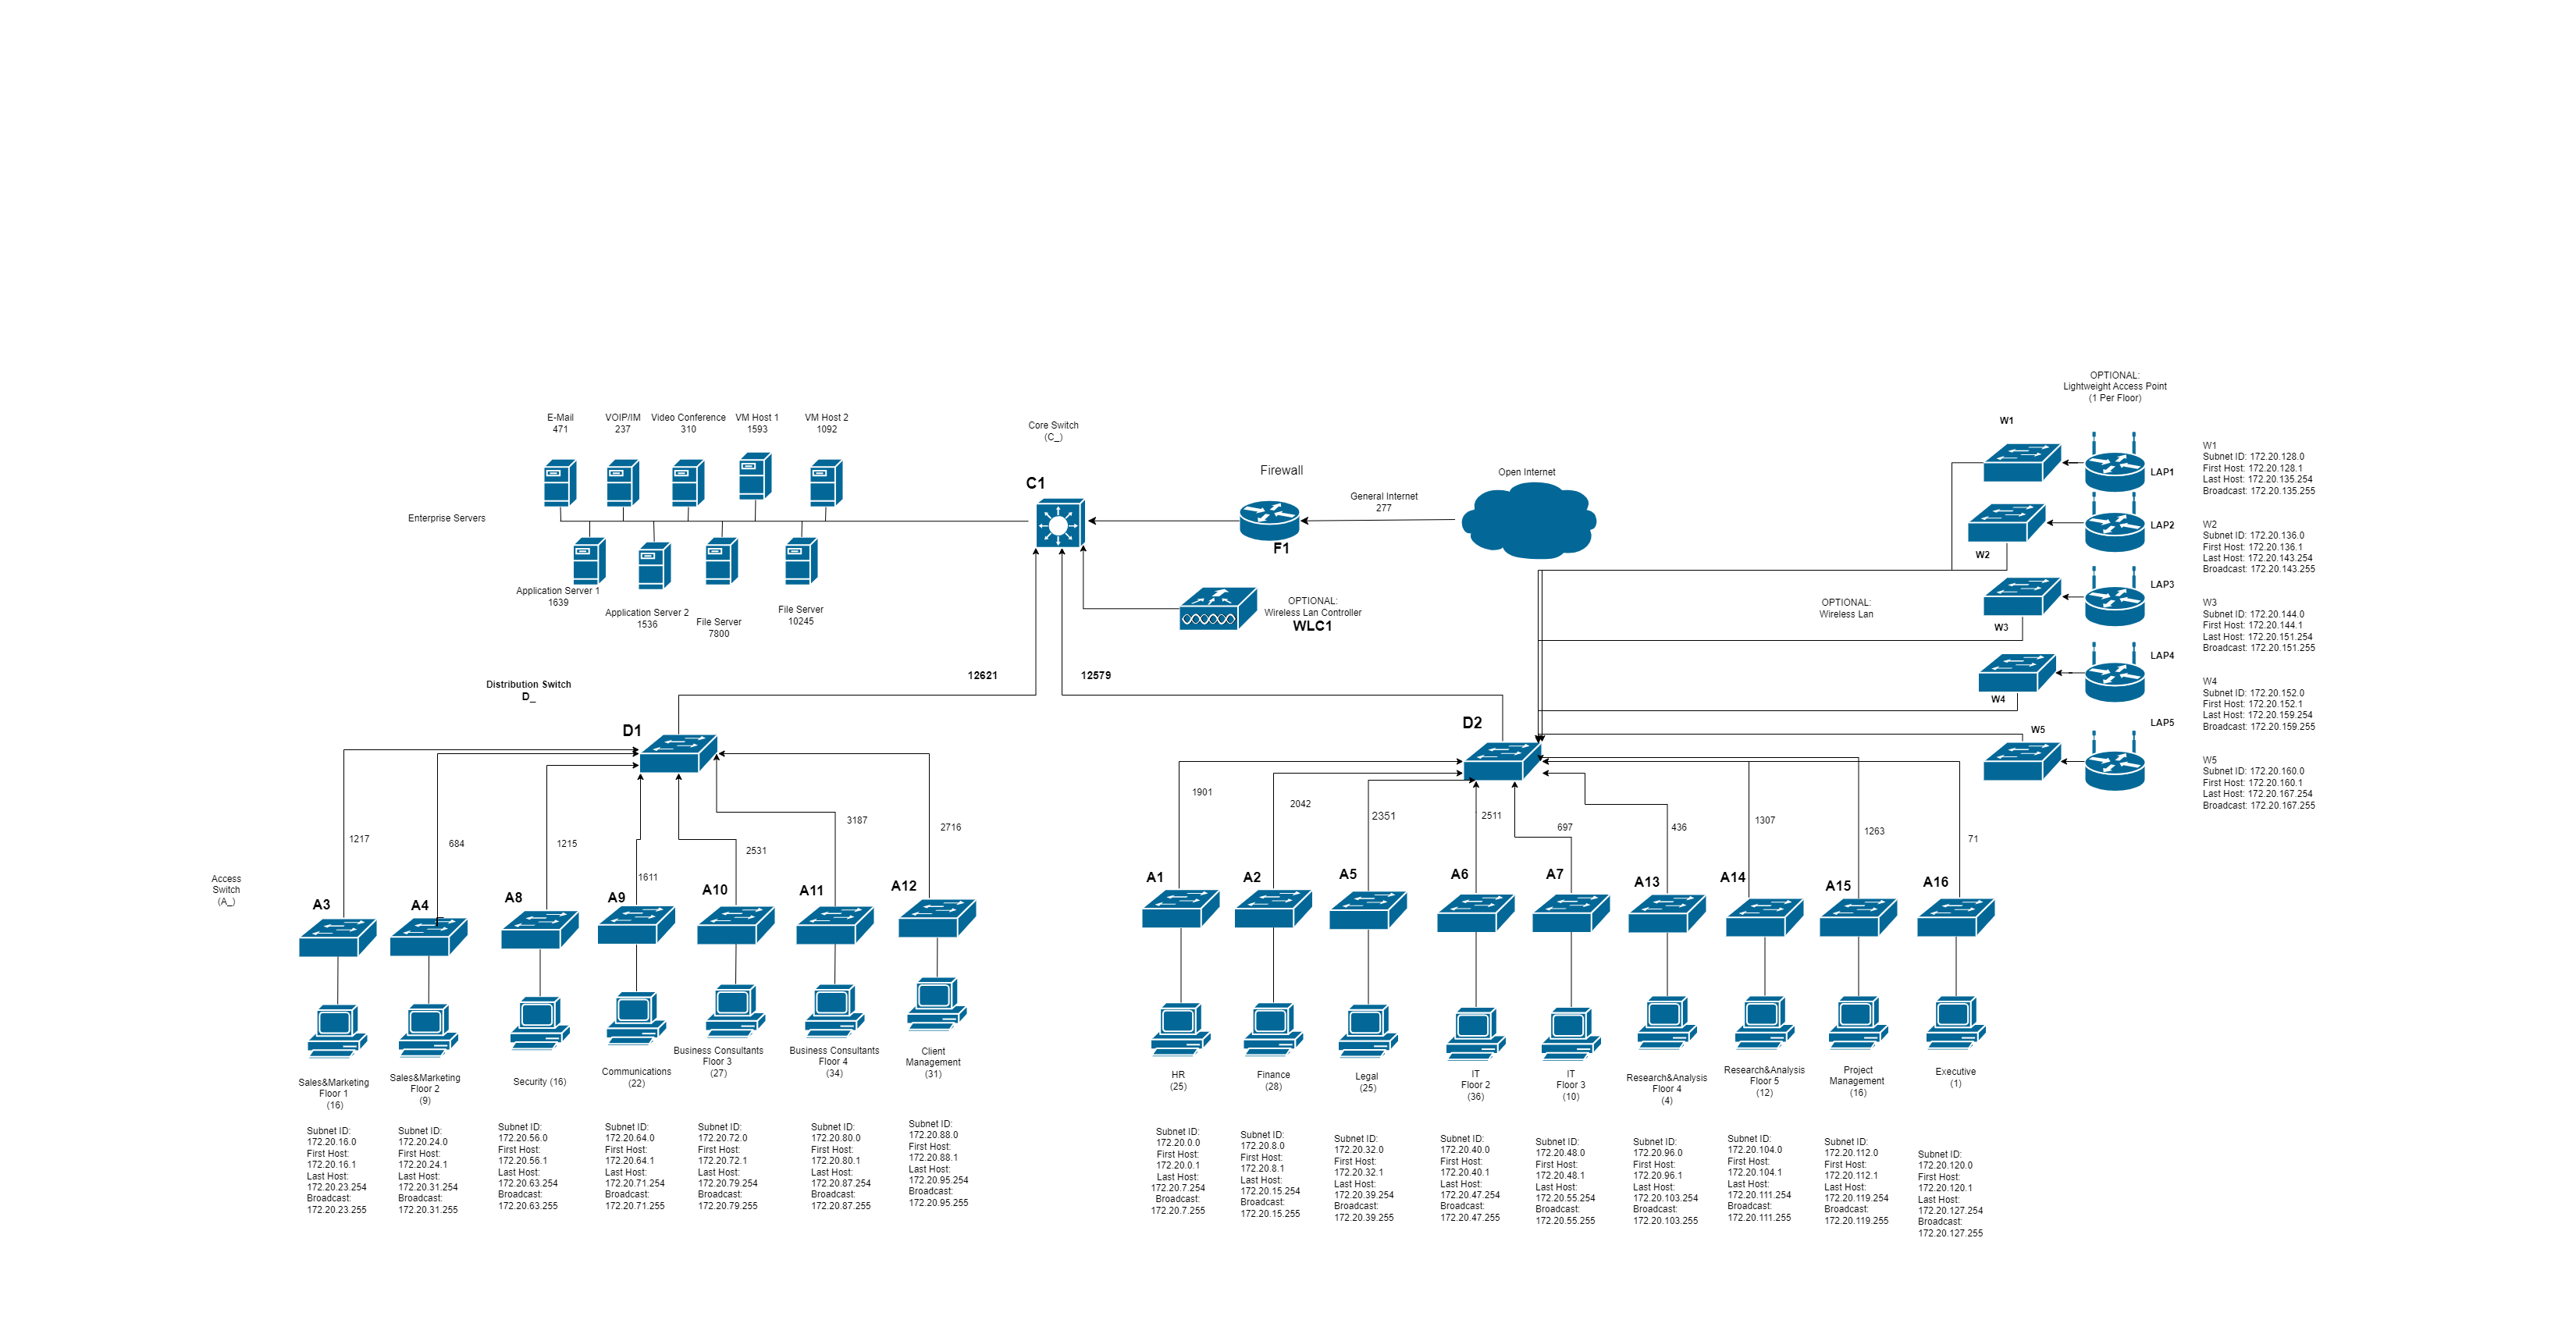 OPTIONAL:
Lightweight Access Point
(1 Per Floor)
E-Mail
471
VOIP/IM
237
Video Conference
310
VM Host 1
1593
VM Host 2
1092
Core Switch
(C_)
C1
Firewall
F1
General Internet
277
Open Internet
Enterprise Servers
Application Server 1
1639
Application Server 2
1536
File Server
7800
File Server
10245
OPTIONAL:
Wireless Lan Controller
WLC1
OPTIONAL:
Wireless Lan
W1
W2
W3
W4
W5
LAP1
LAP2
LAP3
LAP4
LAP5
W1
Subnet ID: 172.20.128.0
First Host: 172.20.128.1
Last Host: 172.20.135.254
Broadcast: 172.20.135.255
W2
Subnet ID: 172.20.136.0
First Host: 172.20.136.1
Last Host: 172.20.143.254
Broadcast: 172.20.143.255
W3
Subnet ID: 172.20.144.0
First Host: 172.20.144.1
Last Host: 172.20.151.254
Broadcast: 172.20.151.255
W4
Subnet ID: 172.20.152.0
First Host: 172.20.152.1
Last Host: 172.20.159.254
Broadcast: 172.20.159.255
W5
Subnet ID: 172.20.160.0
First Host: 172.20.160.1
Last Host: 172.20.167.254
Broadcast: 172.20.167.255
12621
12579
Distribution Switch
D_
D1
D2
1217
684
1215
1611
2531
3187
2716
1901
2042
2351
2511
697
436
1307
1263
71
Access
Switch
(A_)
A3
A4
A8
A9
A10
A11
A12
A1
A2
A5
A6
A7
A13
A14
A15
A16
Sales&Marketing
Floor 1
(16)
Sales&Marketing
Floor 2
(9)
Security (16)
Communications
(22)
Business Consultants
Floor 3
(27)
Business Consultants
Floor 4
(34)
Client
Management
(31)
HR
(25)
Finance
(28)
Legal
(25)
IT
Floor 2
(36)
IT
Floor 3
(10)
Research&Analysis
Floor 4
(4)
Research&Analysis
Floor 5
(12)
Project
Management
(16)
Executive
(1)
Subnet ID:
172.20.16.0
First Host:
172.20.16.1
Last Host:
172.20.23.254
Broadcast:
172.20.23.255
Subnet ID:
172.20.24.0
First Host:
172.20.24.1
Last Host:
172.20.31.254
Broadcast:
172.20.31.255
Subnet ID:
172.20.56.0
First Host:
172.20.56.1
Last Host:
172.20.63.254
Broadcast:
172.20.63.255
Subnet ID:
172.20.64.0
First Host:
172.20.64.1
Last Host:
172.20.71.254
Broadcast:
172.20.71.255
Subnet ID:
172.20.72.0
First Host:
172.20.72.1
Last Host:
172.20.79.254
Broadcast:
172.20.79.255
Subnet ID:
172.20.80.0
First Host:
172.20.80.1
Last Host:
172.20.87.254
Broadcast:
172.20.87.255
Subnet ID:
172.20.88.0
First Host:
172.20.88.1
Last Host:
172.20.95.254
Broadcast:
172.20.95.255
Subnet ID:
172.20.0.0
First Host:
172.20.0.1
Last Host:
172.20.7.254
Broadcast:
172.20.7.255
Subnet ID:
172.20.8.0
First Host:
172.20.8.1
Last Host:
172.20.15.254
Broadcast:
172.20.15.255
Subnet ID:
172.20.32.0
First Host:
172.20.32.1
Last Host:
172.20.39.254
Broadcast:
172.20.39.255
Subnet ID:
172.20.40.0
First Host:
172.20.40.1
Last Host:
172.20.47.254
Broadcast:
172.20.47.255
Subnet ID:
172.20.48.0
First Host:
172.20.48.1
Last Host:
172.20.55.254
Broadcast:
172.20.55.255
Subnet ID:
172.20.96.0
First Host:
172.20.96.1
Last Host:
172.20.103.254
Broadcast:
172.20.103.255
Subnet ID:
172.20.104.0
First Host:
172.20.104.1
Last Host:
172.20.111.254
Broadcast:
172.20.111.255
Subnet ID:
172.20.112.0
First Host:
172.20.112.1
Last Host:
172.20.119.254
Broadcast:
172.20.119.255
Subnet ID:
172.20.120.0
First Host:
172.20.120.1
Last Host:
172.20.127.254
Broadcast:
172.20.127.255